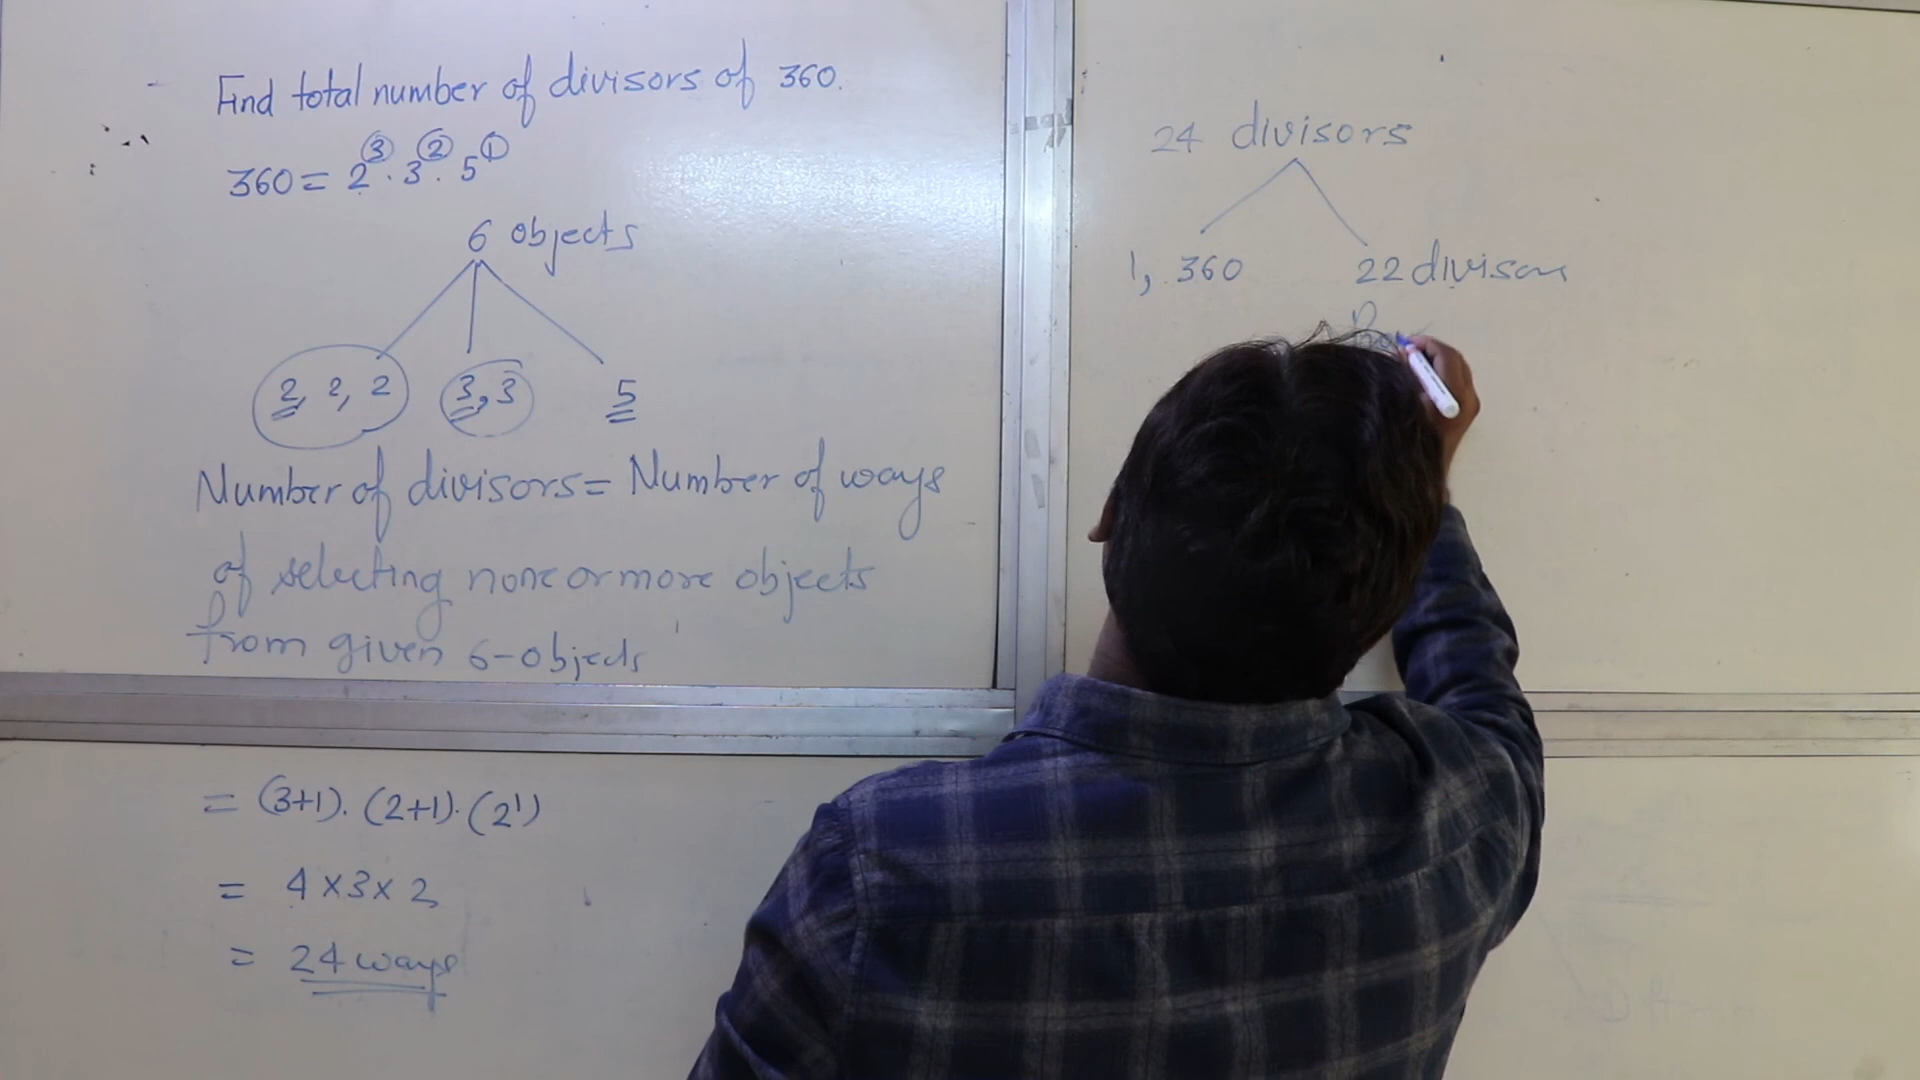 Find total number of divisors of 360.
360 = 2³ · 3² · 5¹
6 objects
2, 2, 2 3, 3 5
Number of divisors = Number of ways
of selecting none or more objects
from given 6-objects
= (3+1). (2+1). (2¹)
= 4 × 3 × 2
= 24 ways
24 divisors
1, 360 22 divisors